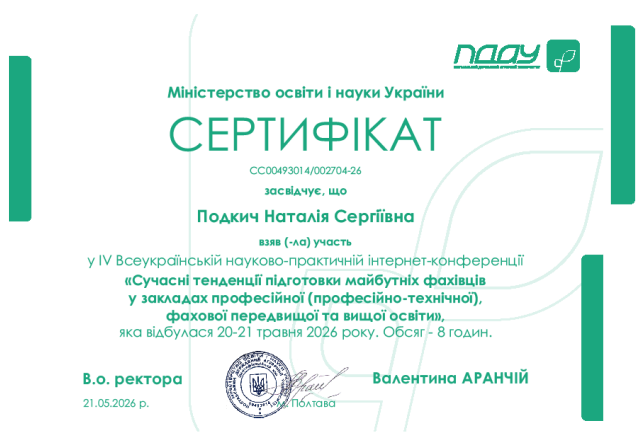 ПДАУ
Міністерство освіти і науки України
СЕРТИФІКАТ
СС00493014/002704-26
засвідчує, що
Подкич Наталія Сергіївна
взяв (-ла) участь
у IV Всеукраїнській науково-практичній інтернет-конференції
«Сучасні тенденції підготовки майбутніх фахівців
у закладах професійної (професійно-технічної),
фахової передвищої та вищої освіти»,
яка відбулася 20-21 травня 2026 року. Обсяг - 8 годин.
В.о. ректора
Валентина АРАНЧІЙ
21.05.2026 р.
Полтава